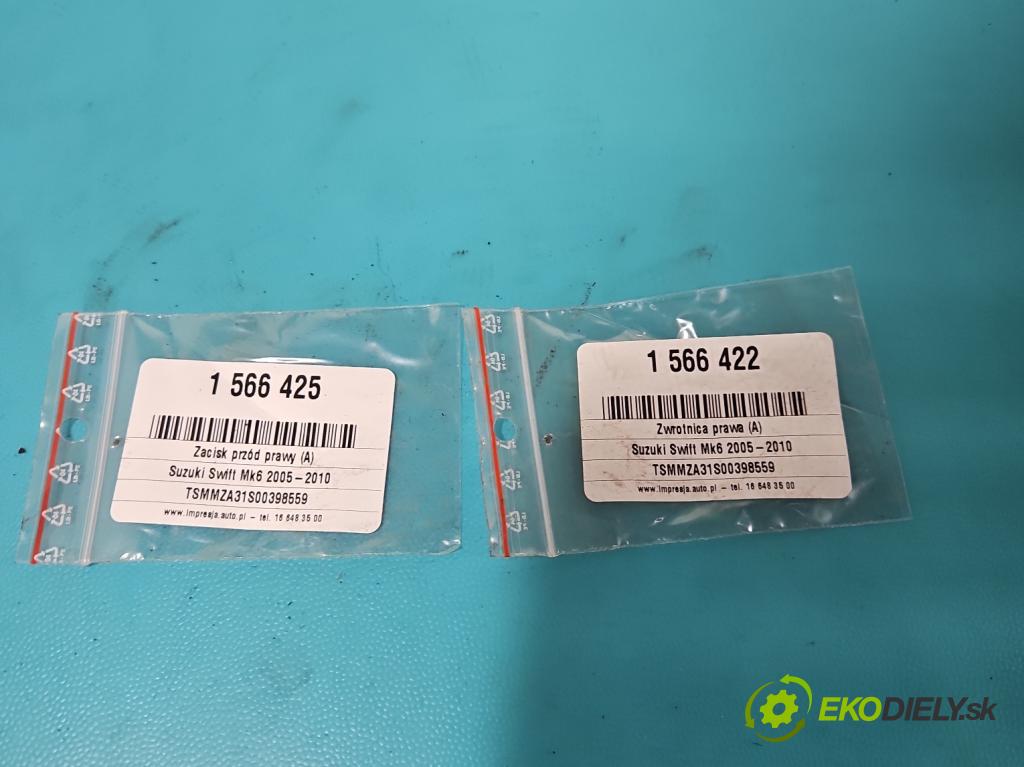 1 566 425
Zacisk przód prawy (A)
Suzuki Swift Mk6 2005–2010
TSMMZA31S00398559
www.impresja.auto.pl – tel. 16 648 35 00
1 566 422
Zwrotnica prawa (A)
Suzuki Swift Mk6 2005–2010
TSMMZA31S00398559
www.impresja.auto.pl – tel. 16 648 35 00
EKODIELY.sk